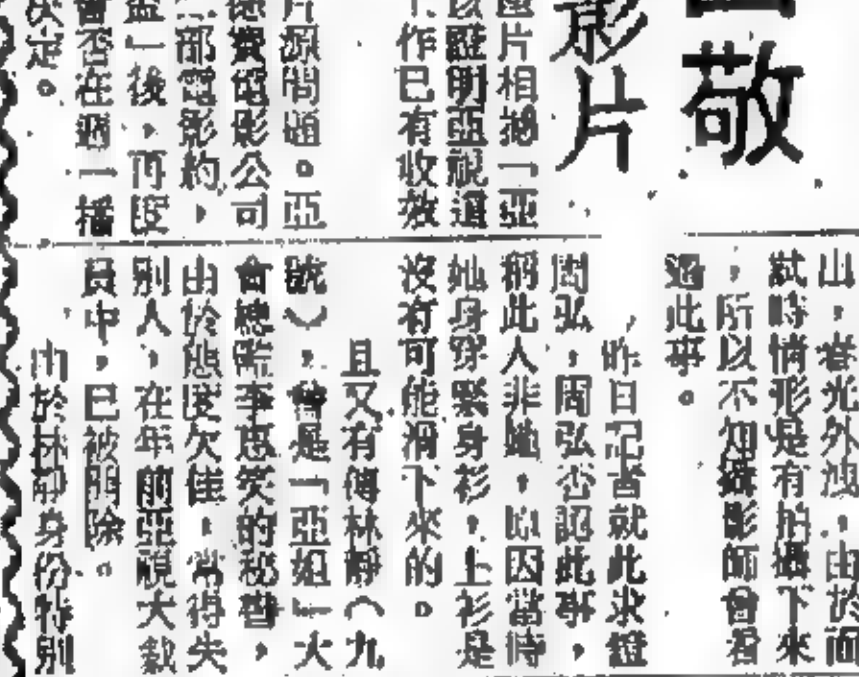 敬
影片
園片相撼「亞
以證明亞視這
工作已有收效
片源問題。亞
德寶電影公司
部電影約,
盃」後,再度
會否在週一播
決定。
山,春光外洩,由於面
試時情形是有拍攝下來
,所以不知攝影師曾看
過此事。
昨日記者就此求證
周弘,周弘否認此事,
稱此人非她,原因當時
她身穿緊身衫,上衫是
沒有可能滑下來的。
且又有傳林靜(九
號),曾是「亞姐」大
會總監李惠笑的秘書,
由於態度欠佳,常得失
別人,在年前亞視大裁
員中,已被開除。
由於林靜身份特別